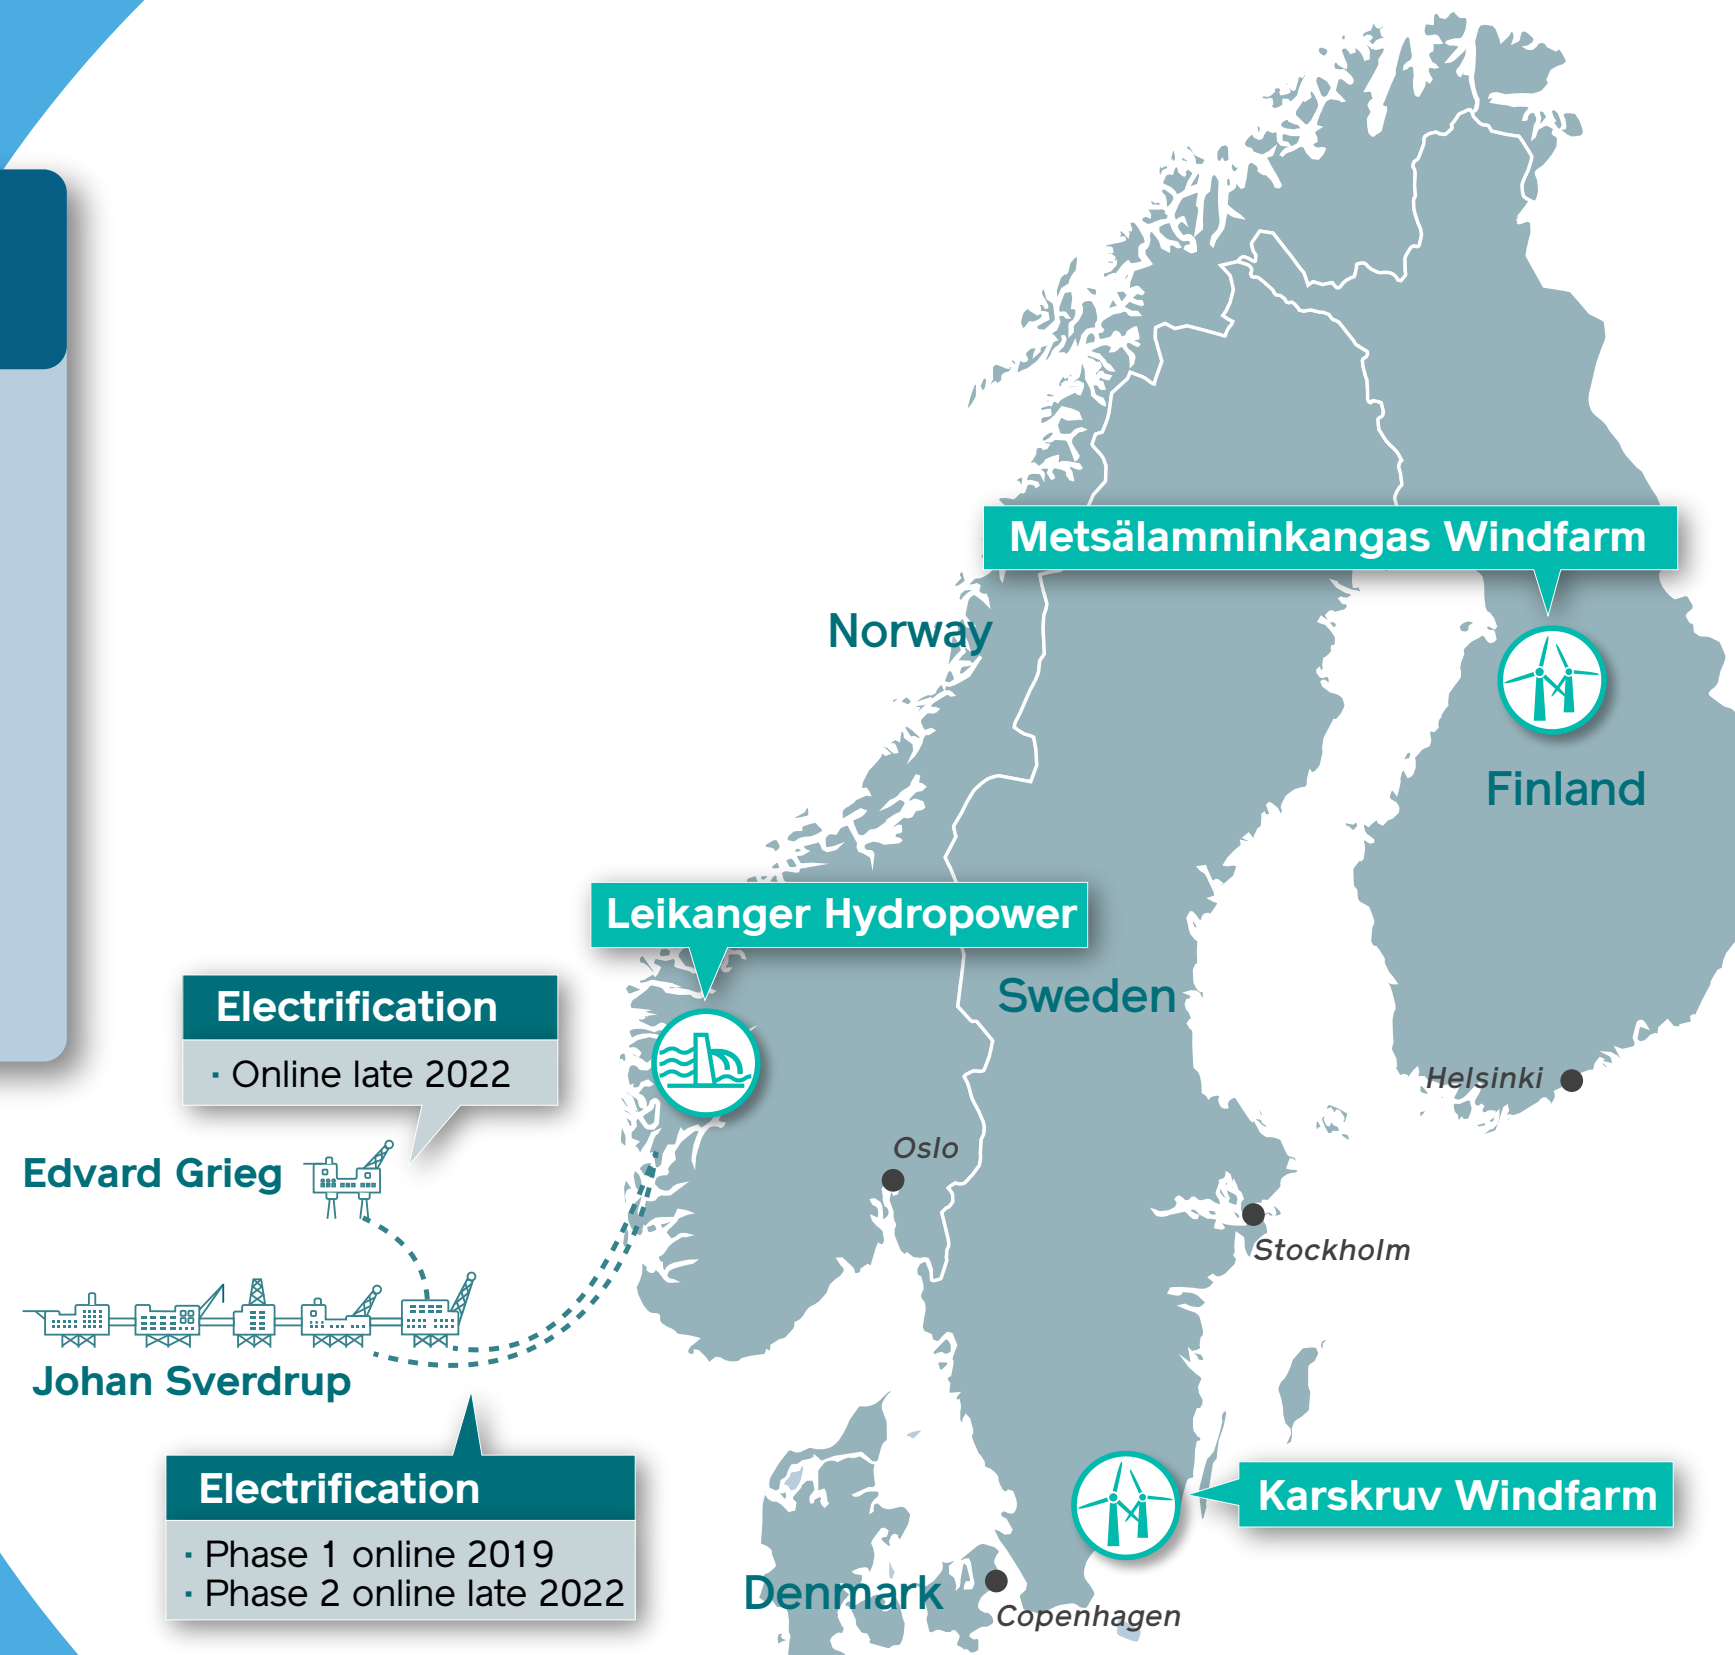 Metsälamminkangas Windfarm
Norway
Finland
Leikanger Hydropower
Sweden
Electrification
· Online late 2022
Helsinki
Oslo
Edvard Grieg
Stockholm
Johan Sverdrup
Electrification
· Phase 1 online 2019
· Phase 2 online late 2022
Karskruv Windfarm
Denmark
Copenhagen